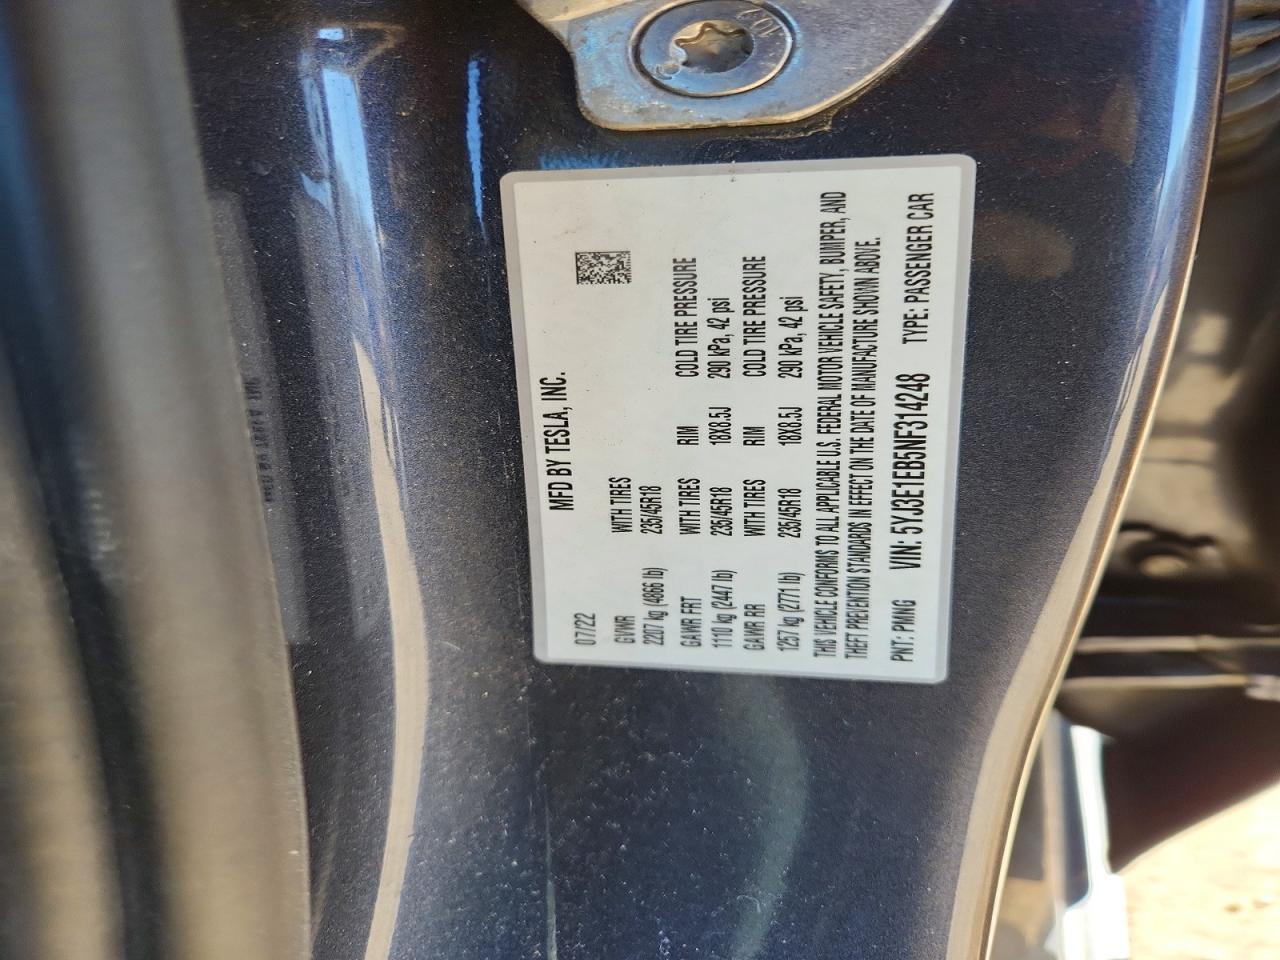 MFD BY TESLA, INC.
07/22
GVWR WITH TIRES
2207 kg (4866 lb) 235/45R18
GAWR FRT WITH TIRES RIM COLD TIRE PRESSURE
1110 kg (2447 lb) 235/45R18 18X8.5J 290 kPa, 42 psi
GAWR RR WITH TIRES RIM COLD TIRE PRESSURE
1257 kg (2771 lb) 235/45R18 18X8.5J 290 kPa, 42 psi
THIS VEHICLE CONFORMS TO ALL APPLICABLE U.S. FEDERAL MOTOR VEHICLE SAFETY, BUMPER, AND
THEFT PREVENTION STANDARDS IN EFFECT ON THE DATE OF MANUFACTURE SHOWN ABOVE.
PNT: PMNG VIN: 5YJ3E1EB5NF314248 TYPE: PASSENGER CAR